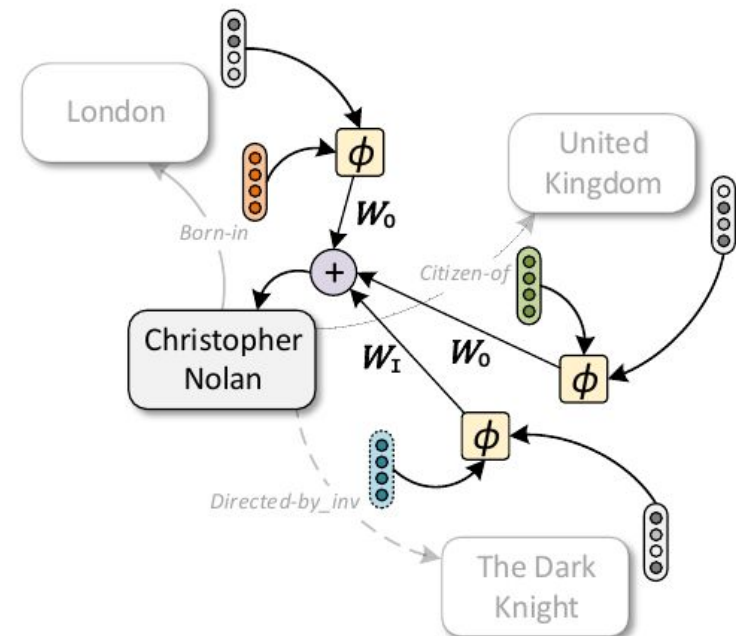 London
ϕ
United
Kingdom
W₀
Born-in
Citizen-of
+
Christopher
Nolan
W_I
W₀
ϕ
ϕ
Directed-by_inv
The Dark
Knight